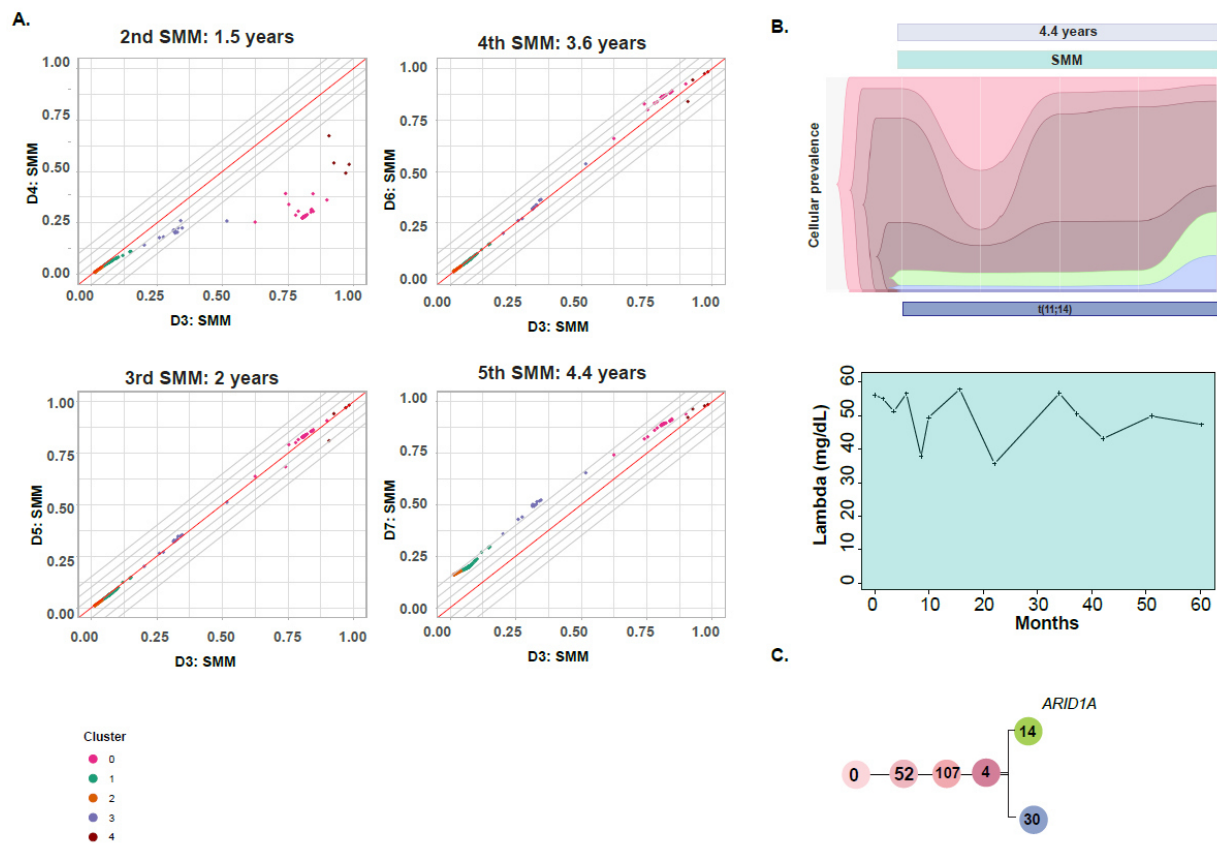 A.
2nd SMM: 1.5 years
1.00
0.75
0.50
0.25
0.00
D4: SMM
0.00 0.25 0.50 0.75 1.00
D3: SMM
4th SMM: 3.6 years
1.00
0.75
0.50
0.25
0.00
D6: SMM
0.00 0.25 0.50 0.75 1.00
D3: SMM
3rd SMM: 2 years
1.00
0.75
0.50
0.25
0.00
D5: SMM
0.00 0.25 0.50 0.75 1.00
D3: SMM
5th SMM: 4.4 years
1.00
0.75
0.50
0.25
0.00
D7: SMM
0.00 0.25 0.50 0.75 1.00
D3: SMM
Cluster
0
1
2
3
4
B.
4.4 years
SMM
Cellular prevalence
t(11;14)
60
50
40
30
20
10
0
Lambda (mg/dL)
0 10 20 30 40 50 60
Months
C.
ARID1A
14
0 52 107 4
30